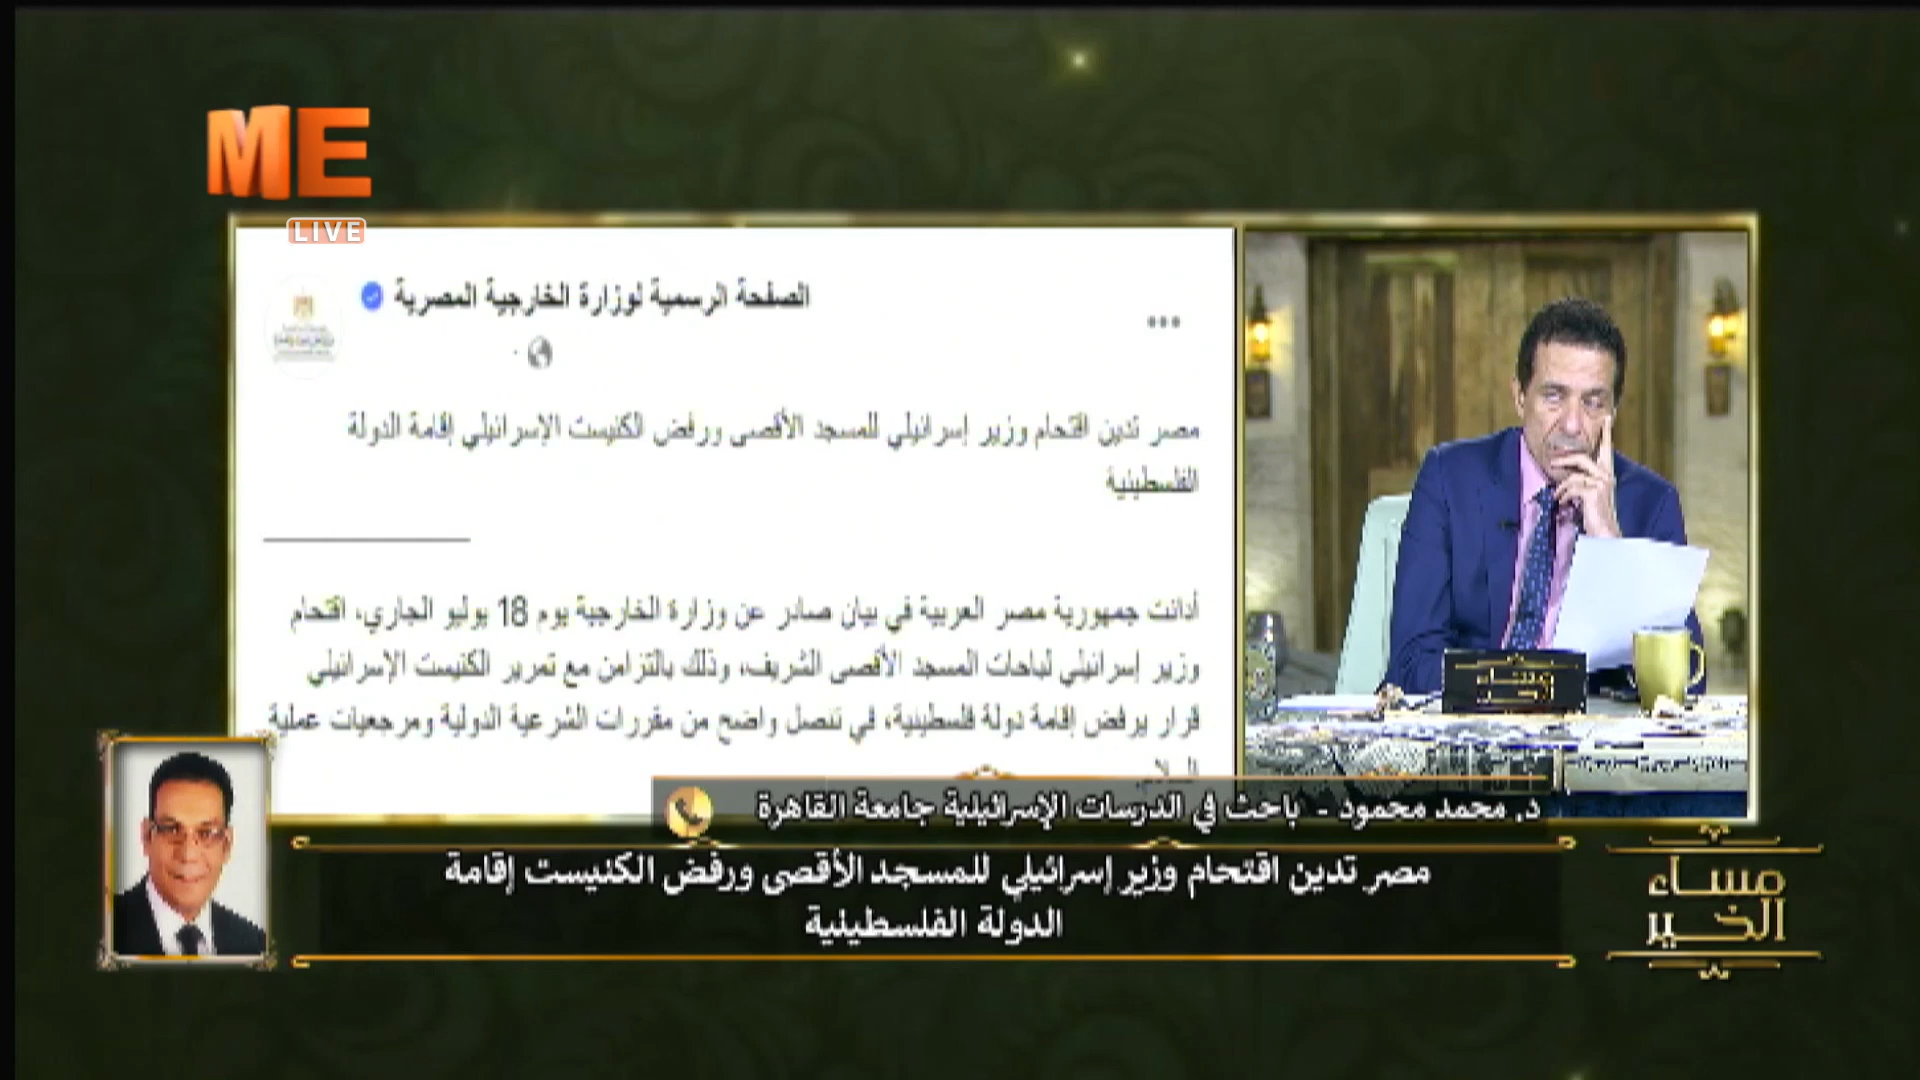 ME
LIVE
الصفحة الرسمية لوزارة الخارجية المصرية
مصر تدين اقتحام وزير إسرائيلي للمسجد الأقصى ورفض الكنيست الإسرائيلي إقامة الدولة
الفلسطينية
أدانت جمهورية مصر العربية في بيان صادر عن وزارة الخارجية يوم 18 يوليو الجاري، اقتحام
وزير إسرائيلي لباحات المسجد الأقصى الشريف، وذلك بالتزامن مع تمرير الكنيست الإسرائيلي
قرار يرفض إقامة دولة فلسطينية، في تنصل واضح من مقررات الشرعية الدولية ومرجعيات عملية
مساء
الخير
د. محمد محمود - باحث في الدرسات الإسرائيلية جامعة القاهرة
مصر تدين اقتحام وزير إسرائيلي للمسجد الأقصى ورفض الكنيست إقامة
الدولة الفلسطينية
مساء
الخير